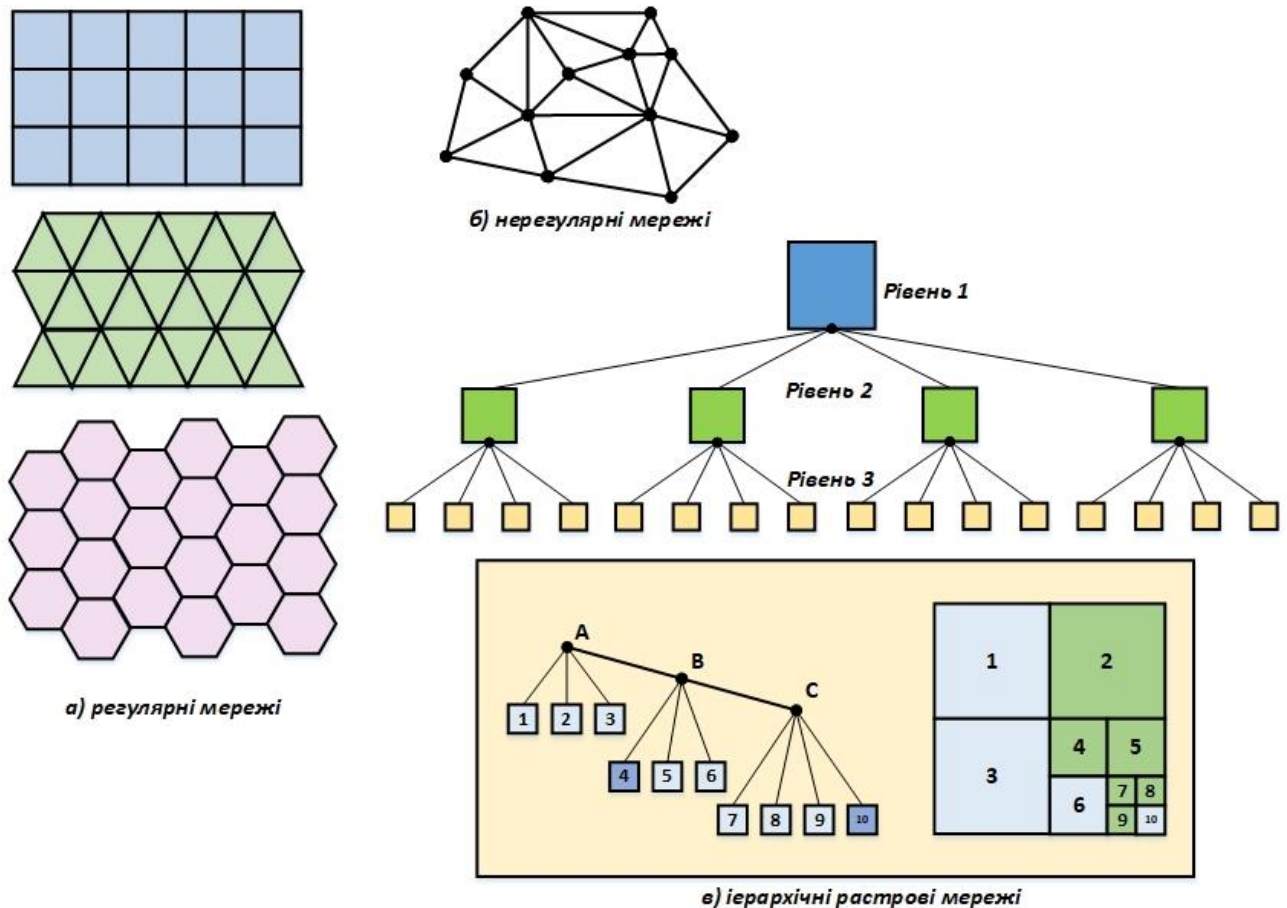 б) нерегулярні мережі
Рівень 1
Рівень 2
Рівень 3
а) регулярні мережі
A
B
C
1 2 3
4 5 6
7 8 9 10
1 2
3
4 5
6
7 8
9 10
в) ієрархічні растрові мережі